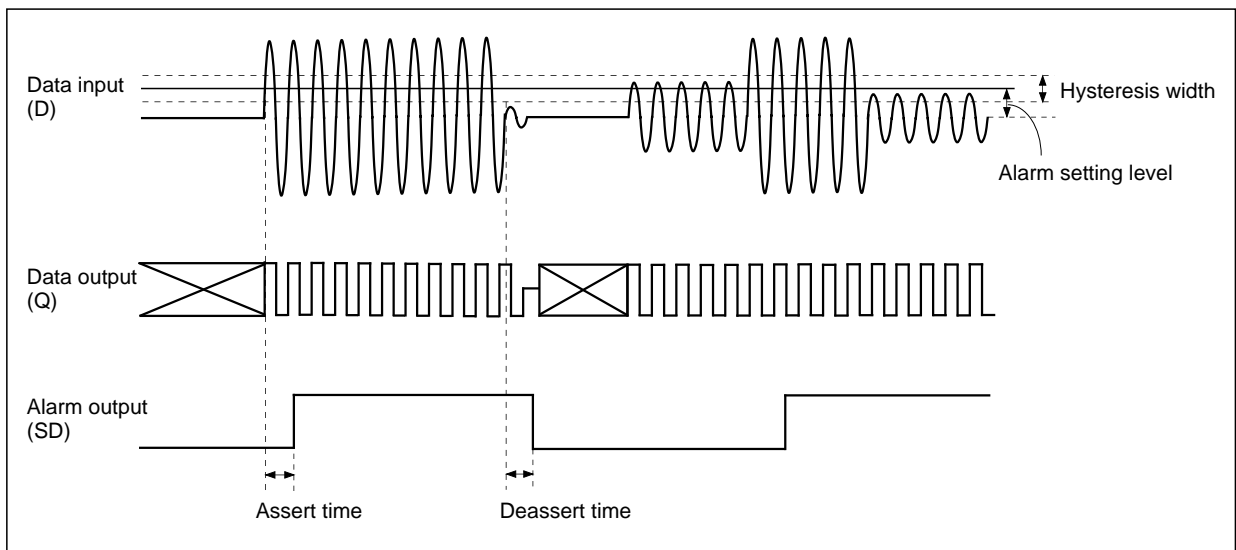 Data input
(D)
Hysteresis width
Alarm setting level
Data output
(Q)
Alarm output
(SD)
Assert time
Deassert time